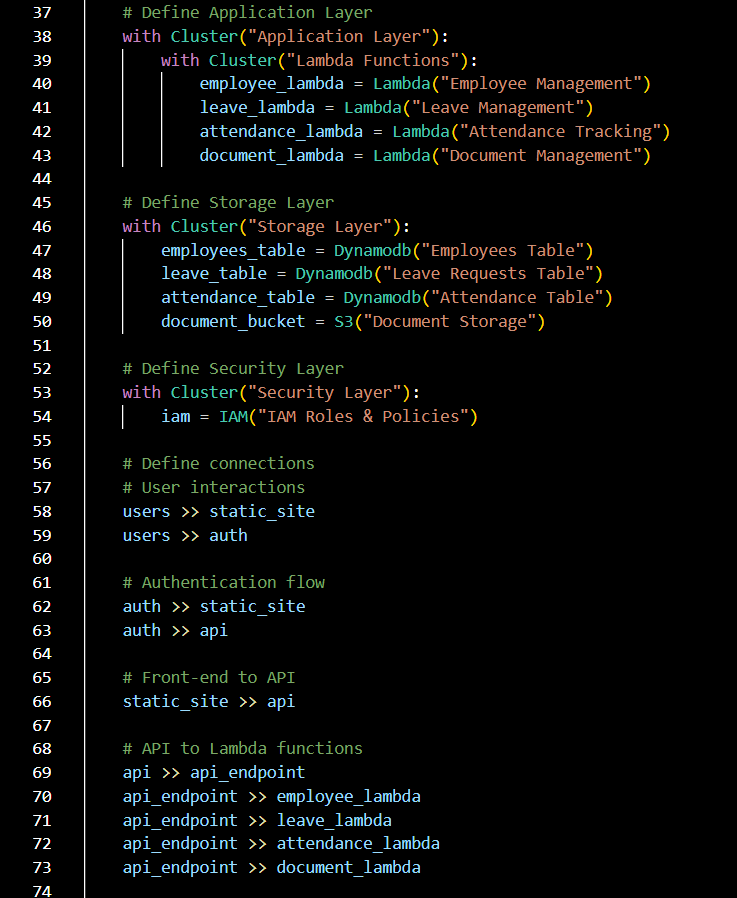 37 # Define Application Layer
38 with Cluster("Application Layer"):
39 with Cluster("Lambda Functions"):
40 employee_lambda = Lambda("Employee Management")
41 leave_lambda = Lambda("Leave Management")
42 attendance_lambda = Lambda("Attendance Tracking")
43 document_lambda = Lambda("Document Management")
44
45 # Define Storage Layer
46 with Cluster("Storage Layer"):
47 employees_table = Dynamodb("Employees Table")
48 leave_table = Dynamodb("Leave Requests Table")
49 attendance_table = Dynamodb("Attendance Table")
50 document_bucket = S3("Document Storage")
51
52 # Define Security Layer
53 with Cluster("Security Layer"):
54 iam = IAM("IAM Roles & Policies")
55
56 # Define connections
57 # User interactions
58 users >> static_site
59 users >> auth
60
61 # Authentication flow
62 auth >> static_site
63 auth >> api
64
65 # Front-end to API
66 static_site >> api
67
68 # API to Lambda functions
69 api >> api_endpoint
70 api_endpoint >> employee_lambda
71 api_endpoint >> leave_lambda
72 api_endpoint >> attendance_lambda
73 api_endpoint >> document_lambda
74